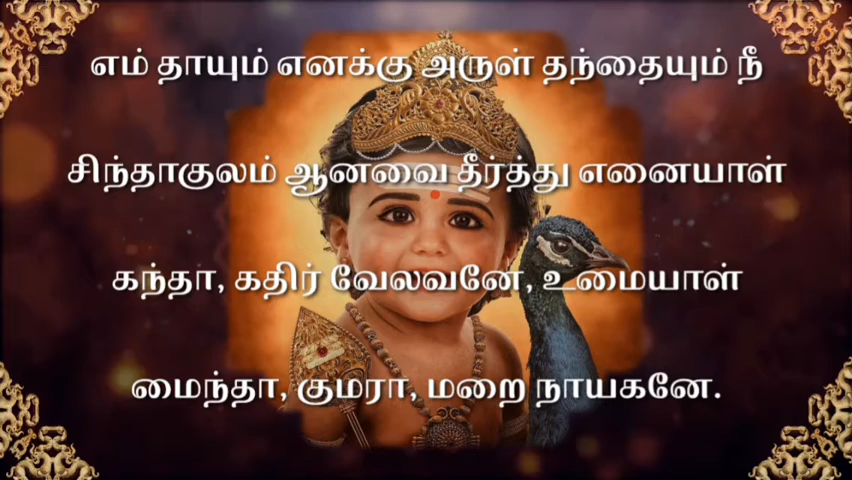 எம் தாயும் எனக்கு அருள் தந்தையும் நீ
சிந்தாகுலம் ஆனவை தீர்த்து எனையாள்
கந்தா, கதிர் வேலவனே, உமையாள்
மைந்தா, குமரா, மறை நாயகனே.